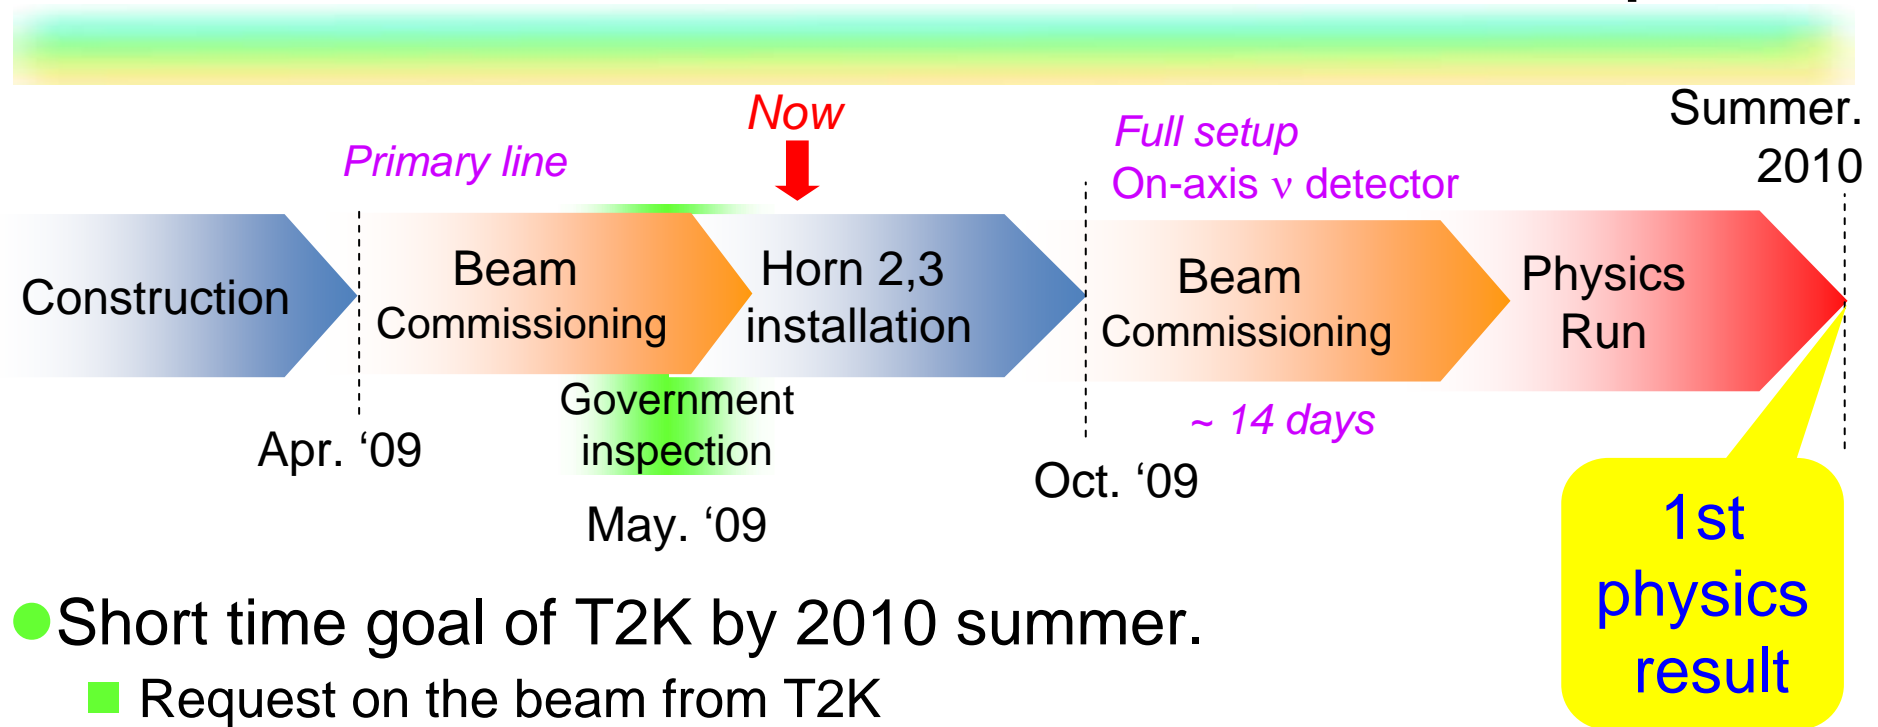 Now
Summer.
2010
Primary line
Full setup
On-axis ν detector
Construction
Beam
Commissioning
Horn 2,3
installation
Beam
Commissioning
Physics
Run
Government
inspection
~ 14 days
Apr. ‘09
May. ‘09
Oct. ‘09
1st
physics
result
●Short time goal of T2K by 2010 summer.
■ Request on the beam from T2K